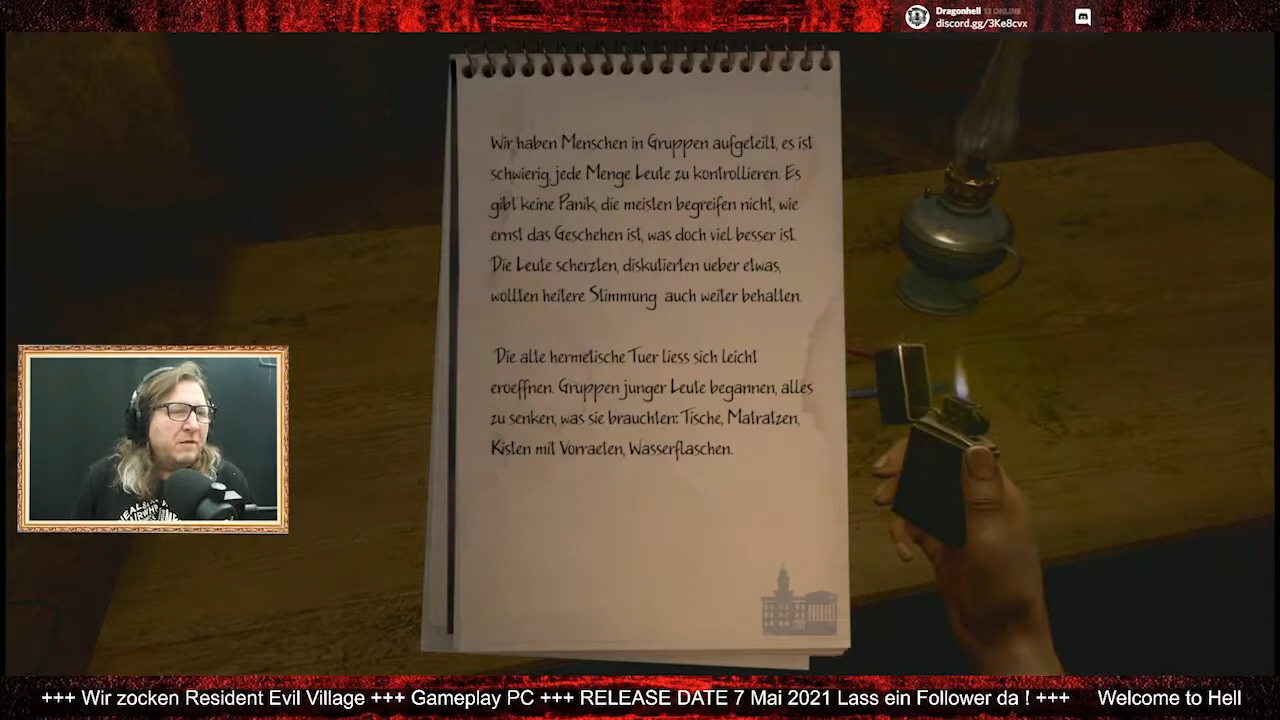 Dragonhell 13 ONLINE
discord.gg/3Ke8cvx
Wir haben Menschen in Gruppen aufgeteilt, es ist
schwierig, jede Menge Leute zu kontrollieren. Es
gibt keine Panik, die meisten begreifen nicht, wie
ernst das Geschehen ist, was doch viel besser ist.
Die Leute scherzten, diskutierten ueber etwas,
wollten heitere Stimmung auch weiter behalten.
Die alte hermetische Tuer liess sich leicht
eroeffnen. Gruppen junger Leute begannen, alles
zu senken, was sie brauchten: Tische, Matratzen,
Kisten mit Vorraeten, Wasserflaschen.
+++ Wir zocken Resident Evil Village +++ Gameplay PC +++ RELEASE DATE 7 Mai 2021 Lass ein Follower da ! +++ Welcome to Hell